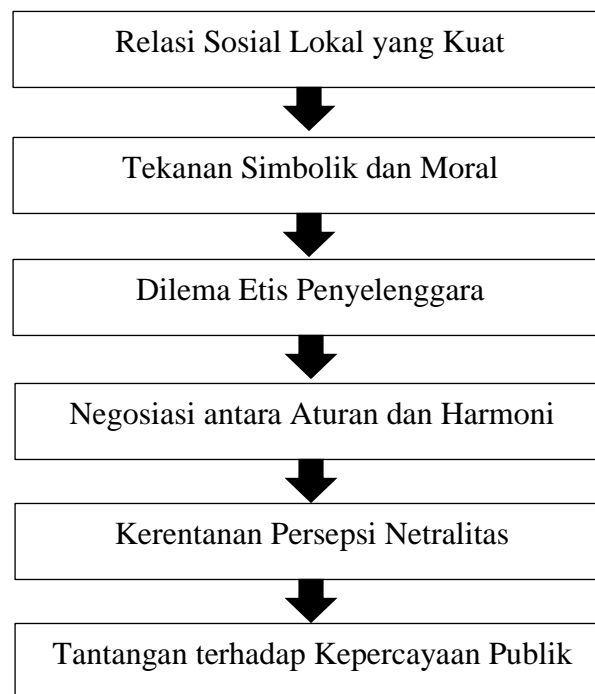 Relasi Sosial Lokal yang Kuat
Tekanan Simbolik dan Moral
Dilema Etis Penyelenggara
Negosiasi antara Aturan dan Harmoni
Kerentanan Persepsi Netralitas
Tantangan terhadap Kepercayaan Publik